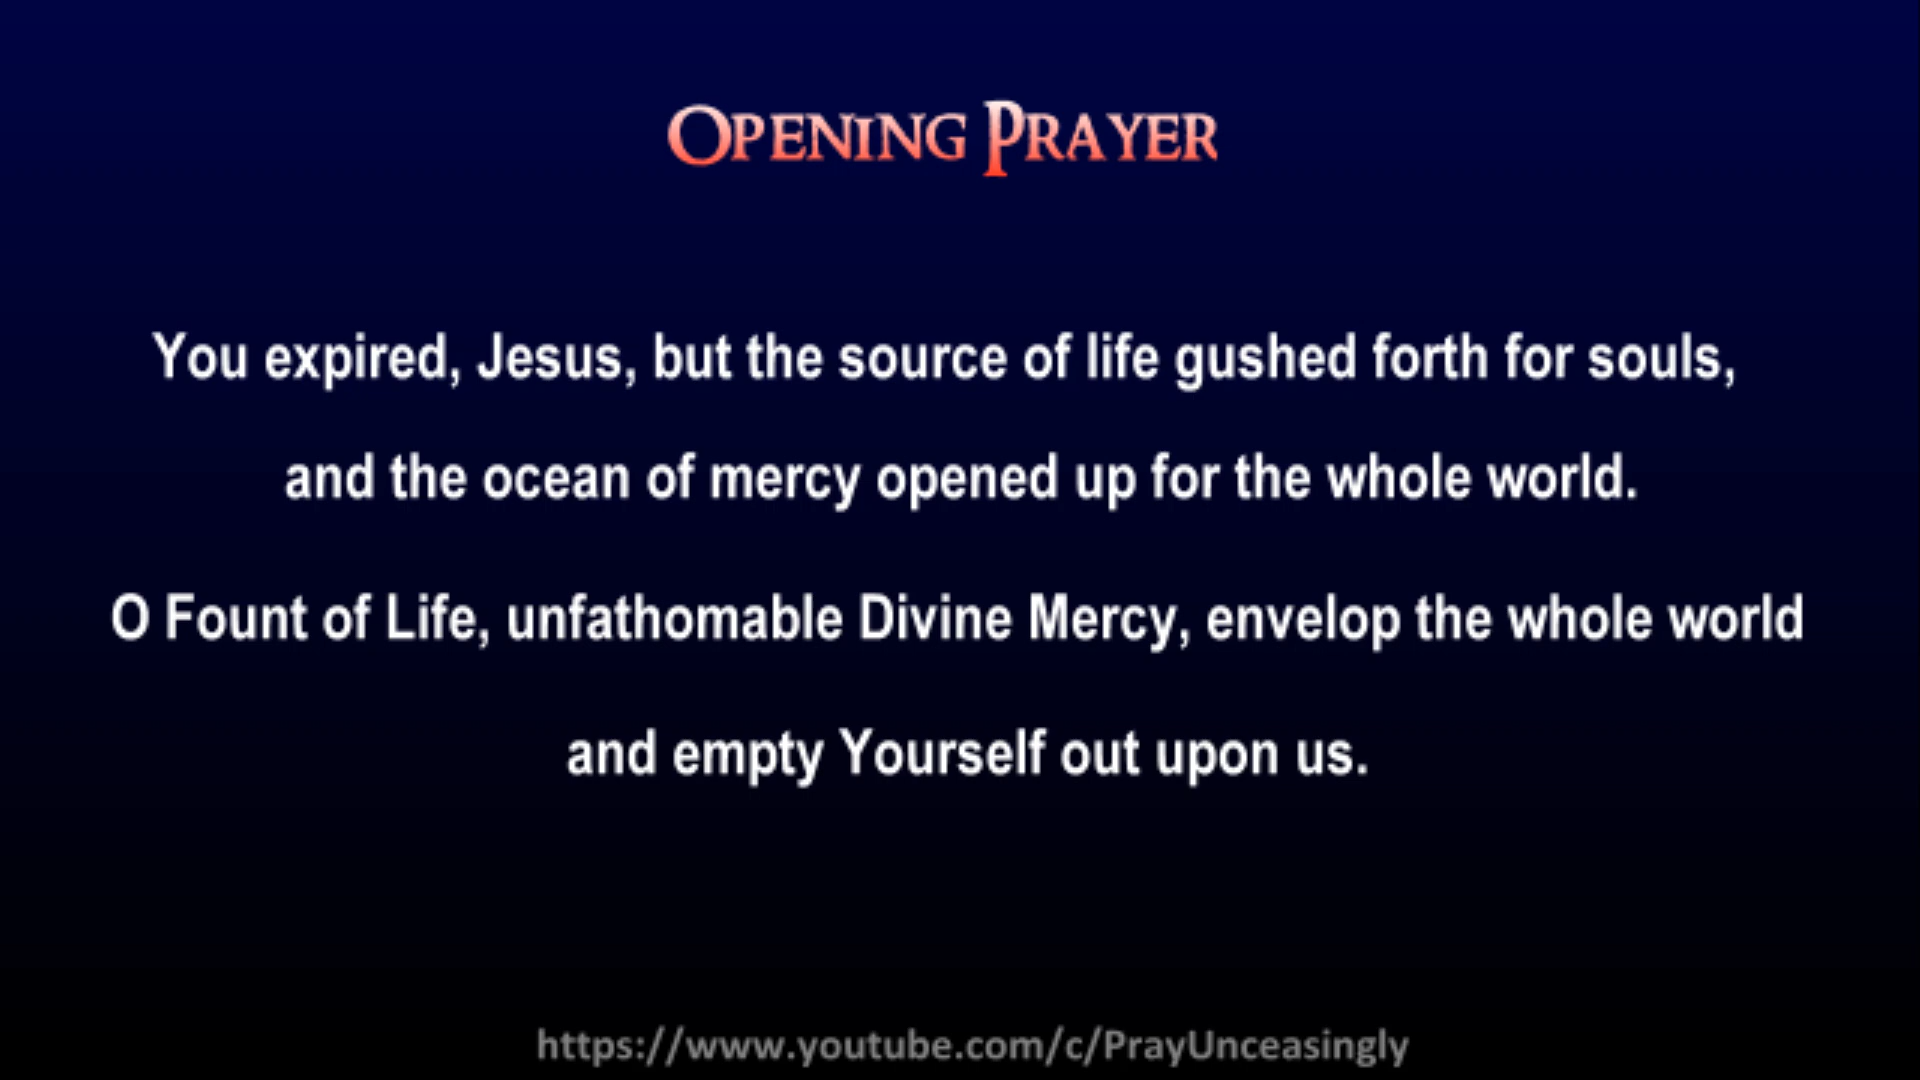 Opening Prayer
You expired, Jesus, but the source of life gushed forth for souls,
and the ocean of mercy opened up for the whole world.
O Fount of Life, unfathomable Divine Mercy, envelop the whole world
and empty Yourself out upon us.
https://www.youtube.com/c/PrayUnceasingly